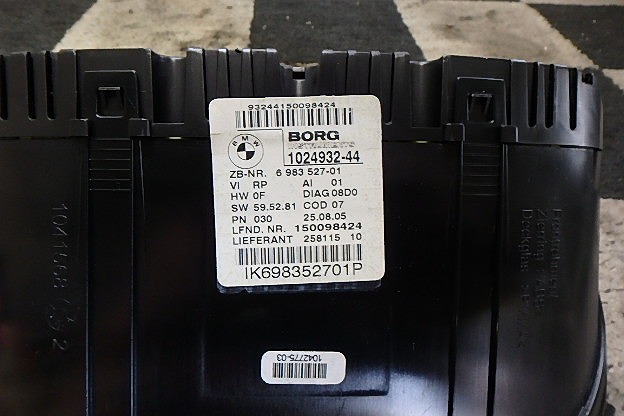 93244150098424
BMW
BORG
INSTRUMENTS
1024932-44
ZB-NR. 6 983 527-01
VI RP AI 01
HW 0F DIAG 08D0
SW 59.52.81 COD 07
PN 030 25.08.05
LFND. NR. 150098424
LIEFERANT 258115 10
IK698352701P
1042775-03
2